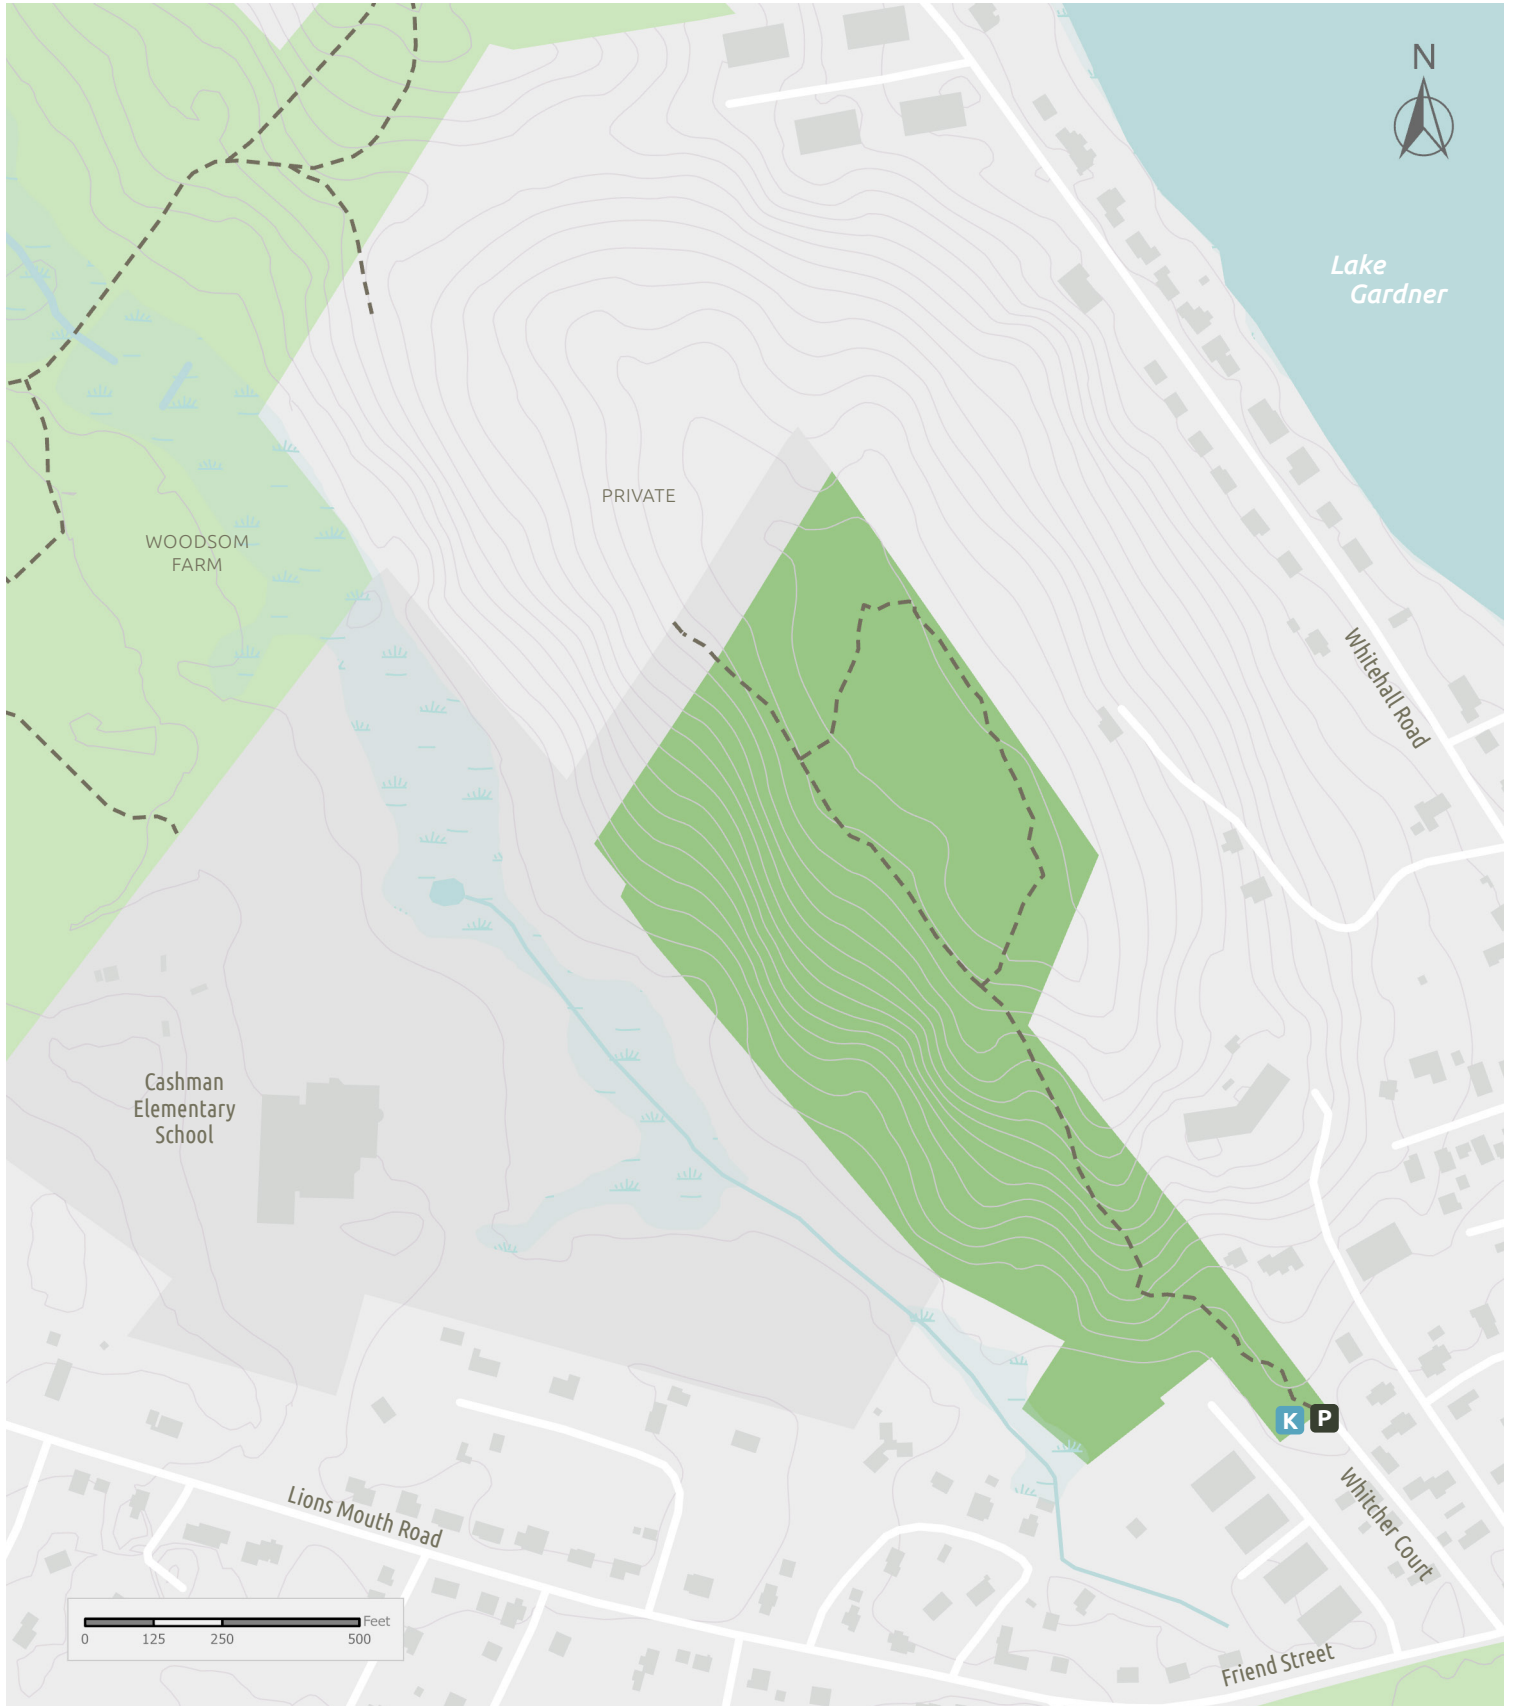 N
Lake
Gardner
PRIVATE
WOODSOM
FARM
Whitehall Road
Cashman
Elementary
School
K
P
Whitcher Court
Lions Mouth Road
Feet
0 125 250 500
Friend Street